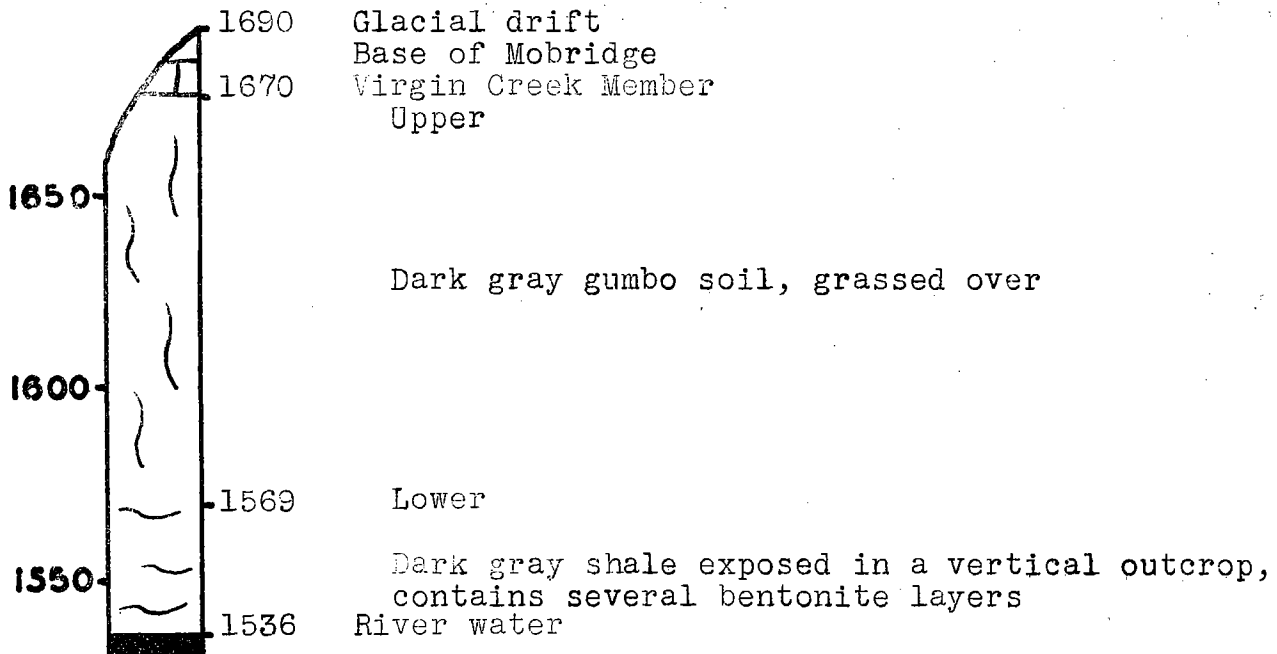 1690 Glacial drift
Base of Mobridge
1670 Virgin Creek Member
Upper
1650
Dark gray gumbo soil, grassed over
1600
1569 Lower
Dark gray shale exposed in a vertical outcrop,
1550
contains several bentonite layers
1536 River water